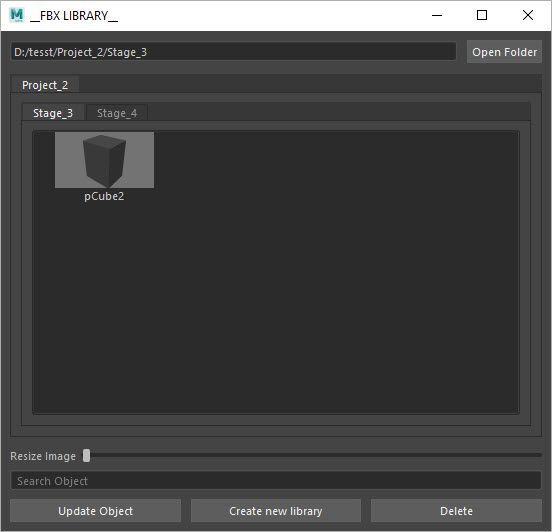 __FBX LIBRARY__
D:/tesst/Project_2/Stage_3
Open Folder
Project_2
Stage_3
Stage_4
pCube2
Resize Image
Search Object
Update Object
Create new library
Delete